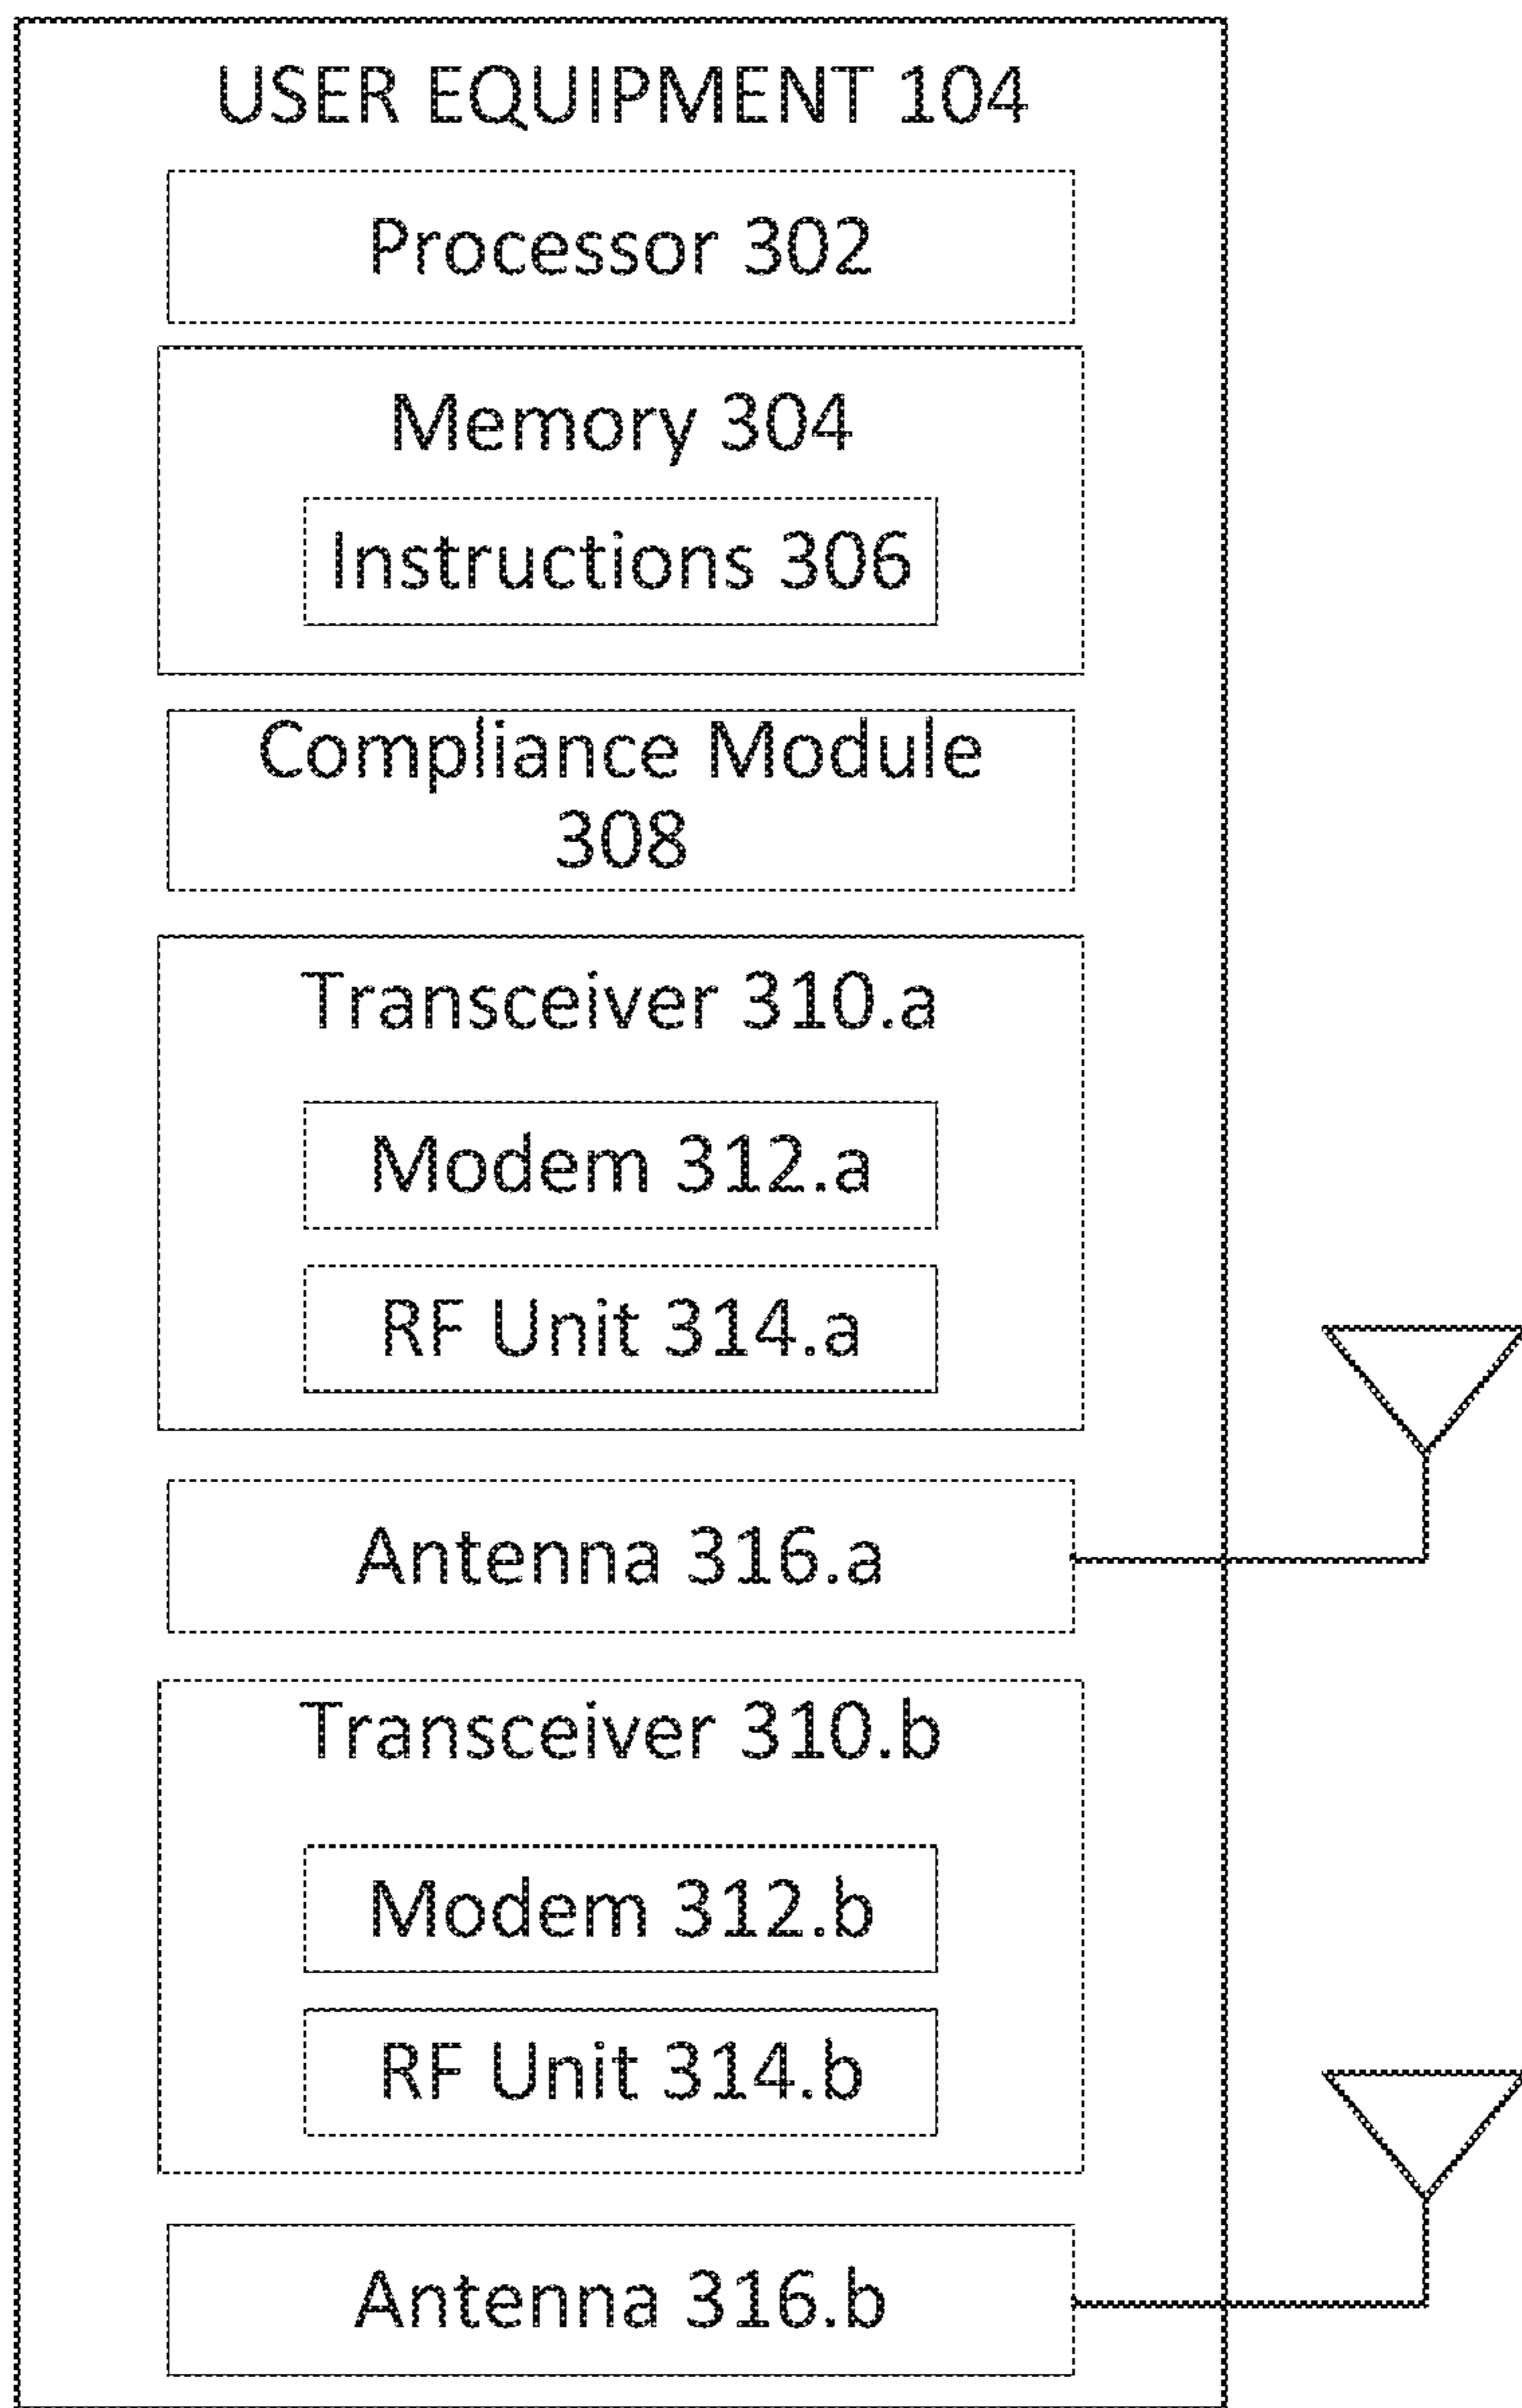 USER EQUIPMENT 104
Processor 302
Memory 304
Instructions 306
Compliance Module
308
Transceiver 310.a
Modem 312.a
RF Unit 314.a
Antenna 316.a
Transceiver 310.b
Modem 312.b
RF Unit 314.b
Antenna 316.b